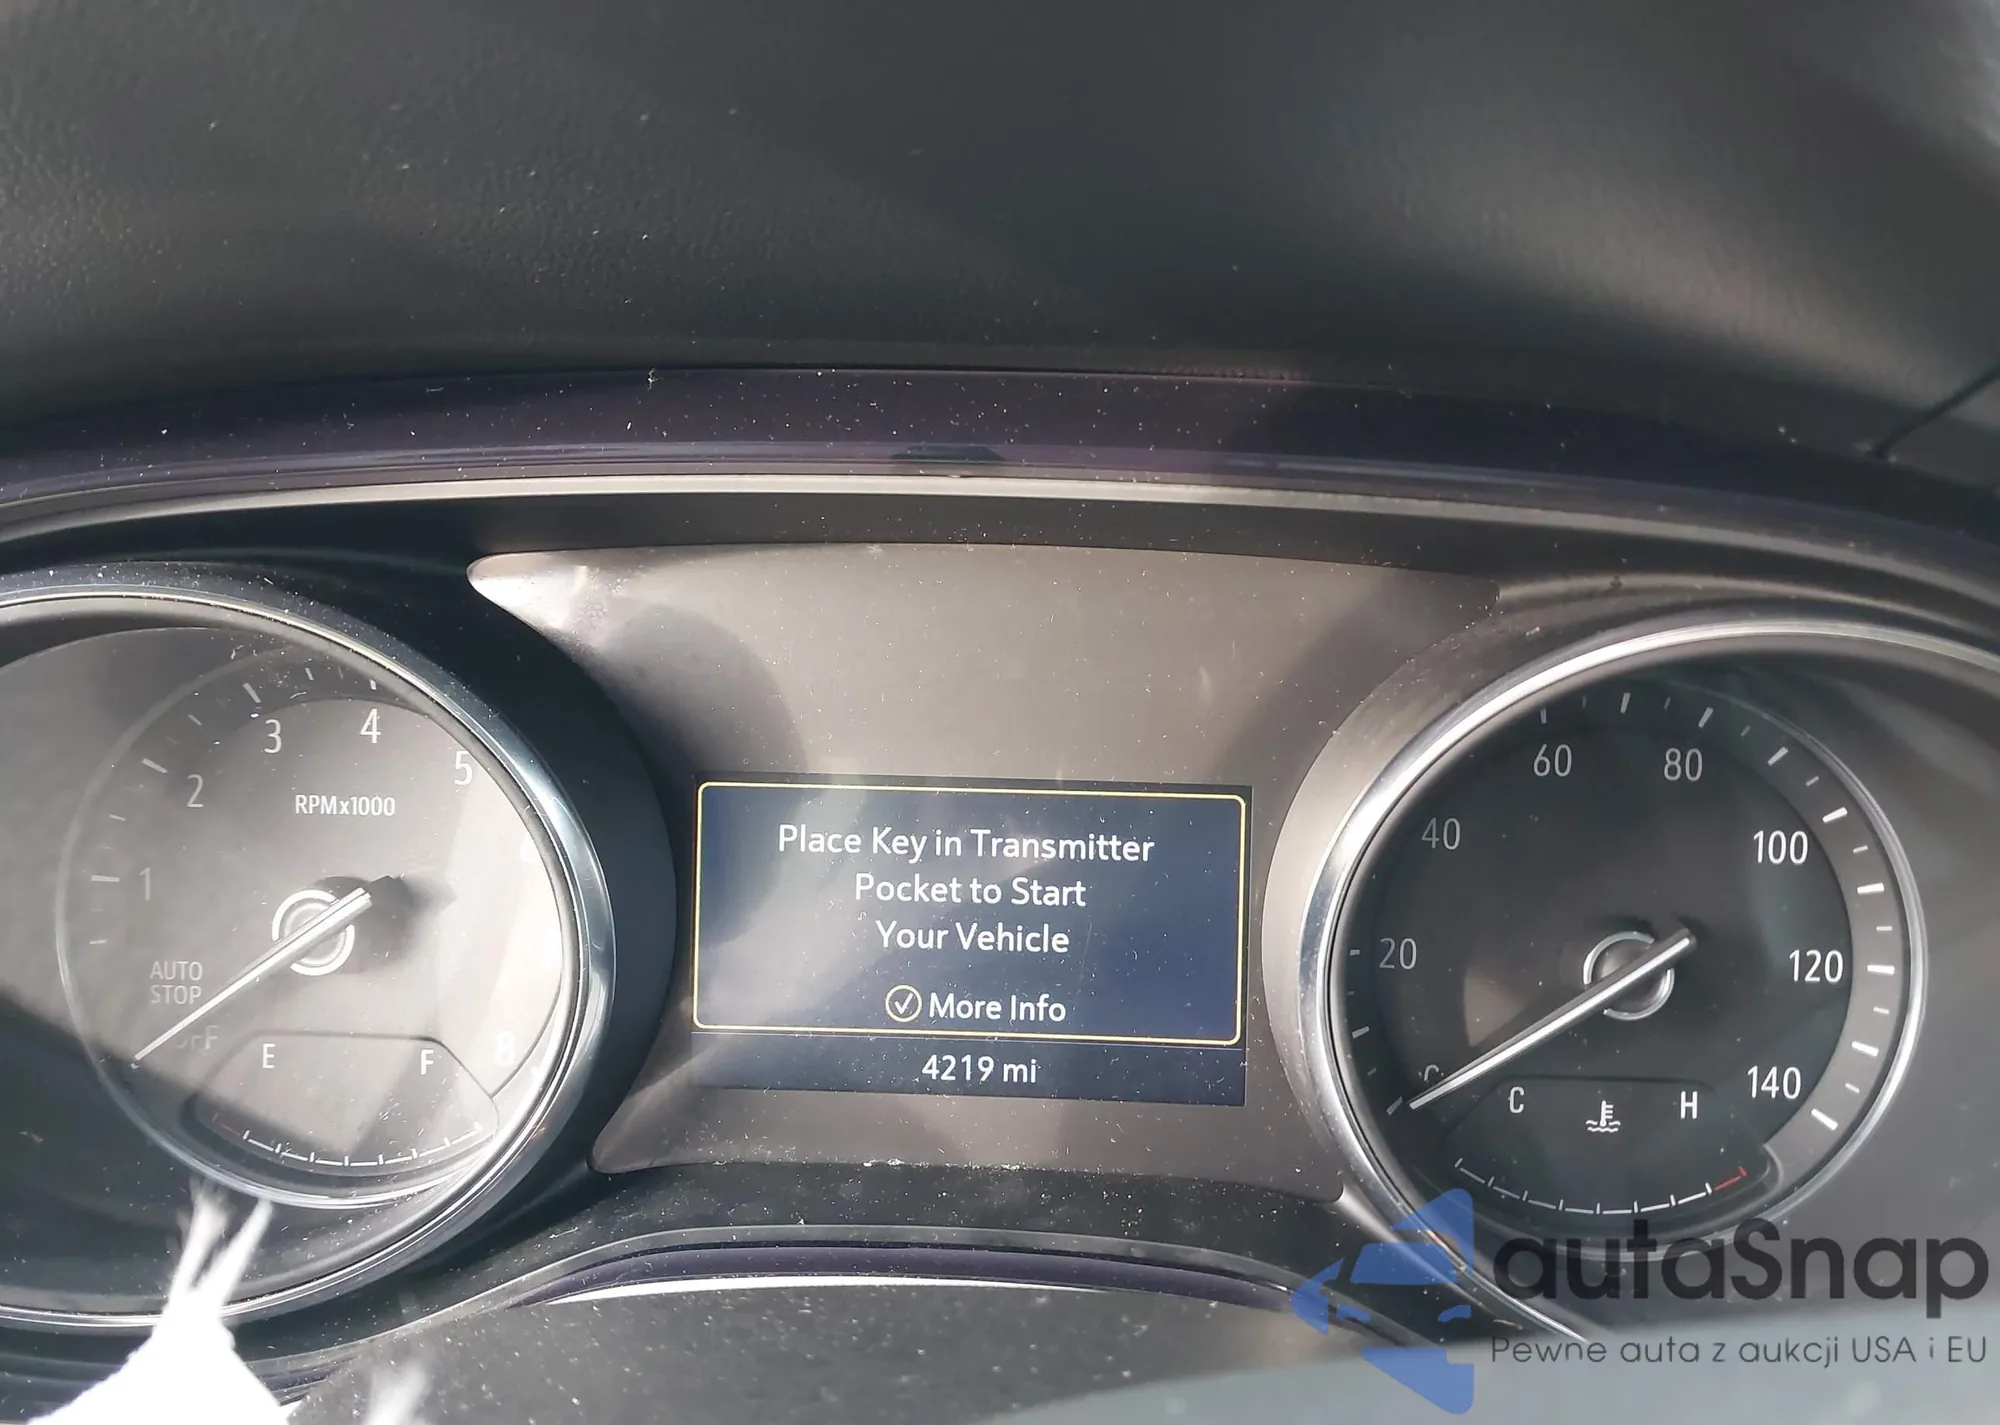 3
4
5
2
RPMx1000
1
AUTO
STOP
E
F
8
Place Key in Transmitter
Pocket to Start
Your Vehicle
More Info
4219 mi
60
80
40
100
20
120
140
C
H
autaSnap
Pewne auta z aukcji USA i EU